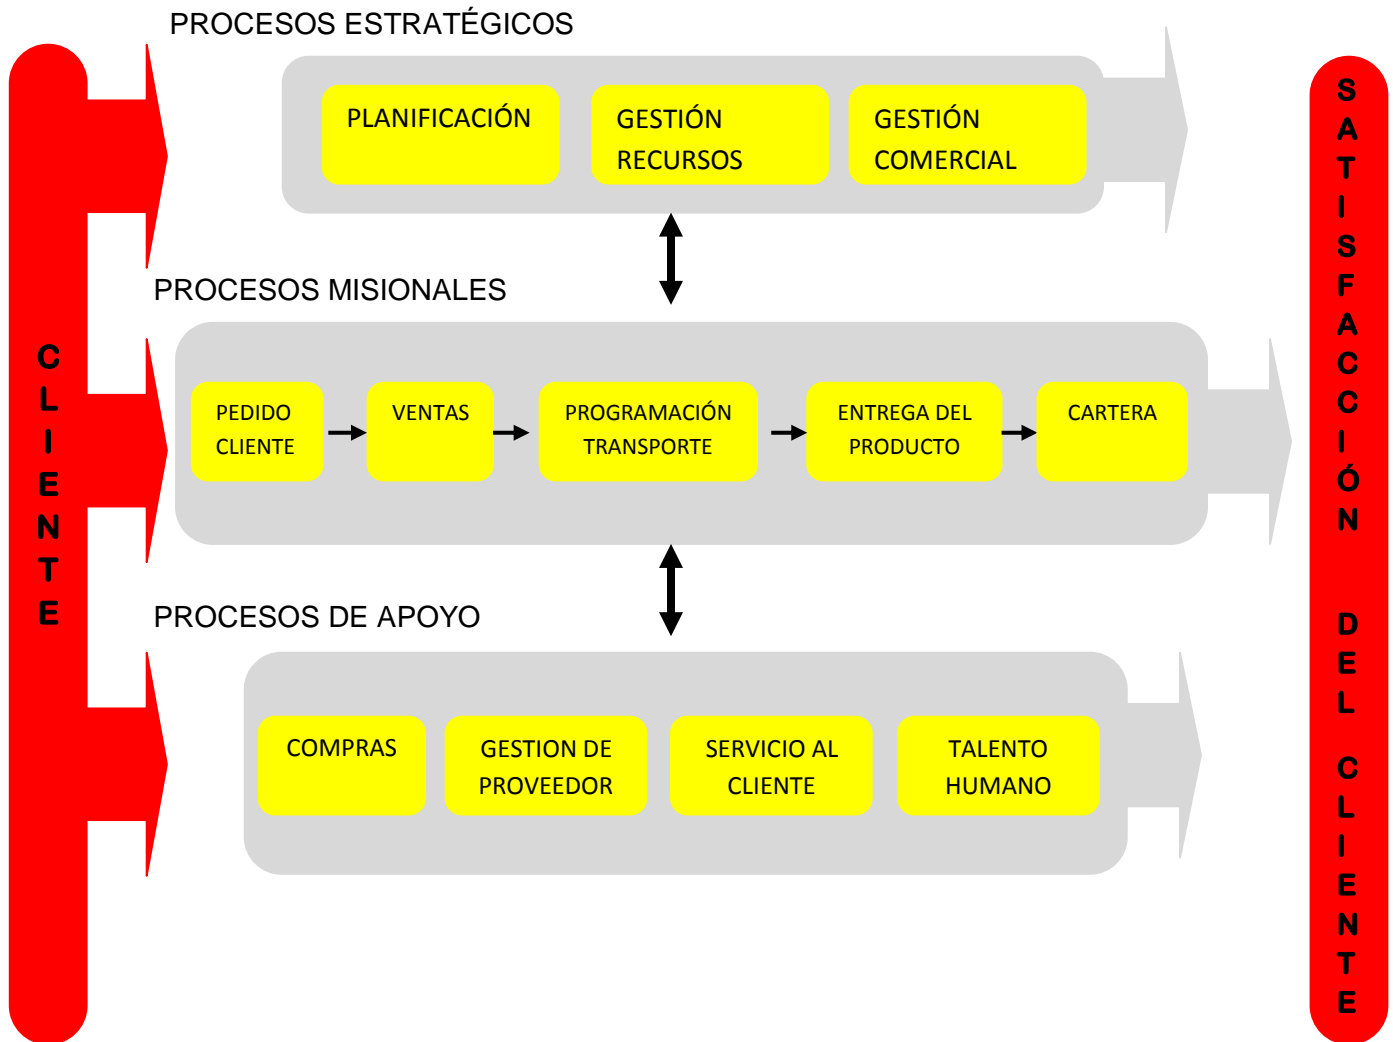 PROCESOS ESTRATÉGICOS
PLANIFICACIÓN
GESTIÓN
RECURSOS
GESTIÓN
COMERCIAL
PROCESOS MISIONALES
CLIENTE
PEDIDO
CLIENTE
VENTAS
PROGRAMACIÓN
TRANSPORTE
ENTREGA DEL
PRODUCTO
CARTERA
PROCESOS DE APOYO
COMPRAS
GESTION DE
PROVEEDOR
SERVICIO AL
CLIENTE
TALENTO
HUMANO
SATISFACCIÓN DEL CLIENTE